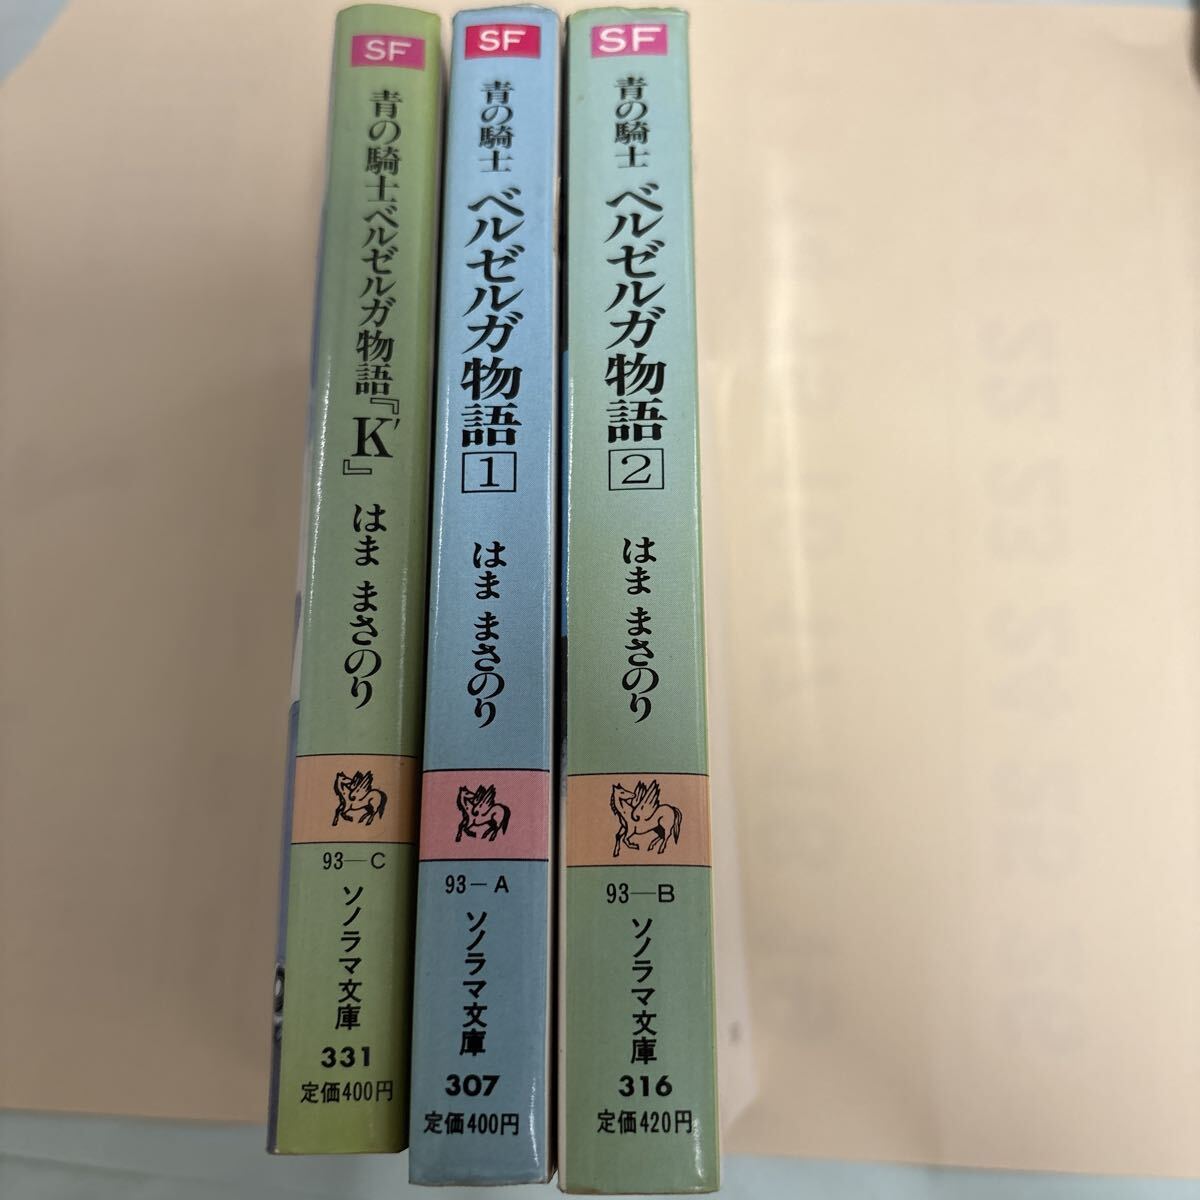 SF
青の騎士ベルゼルガ物語『K'』
はま まさのり
93-C
ソノラマ文庫
331
定価400円
SF
青の騎士 ベルゼルガ物語 1
はま まさのり
93-A
ソノラマ文庫
307
定価400円
SF
青の騎士 ベルゼルガ物語 2
はま まさのり
93-B
ソノラマ文庫
316
定価420円